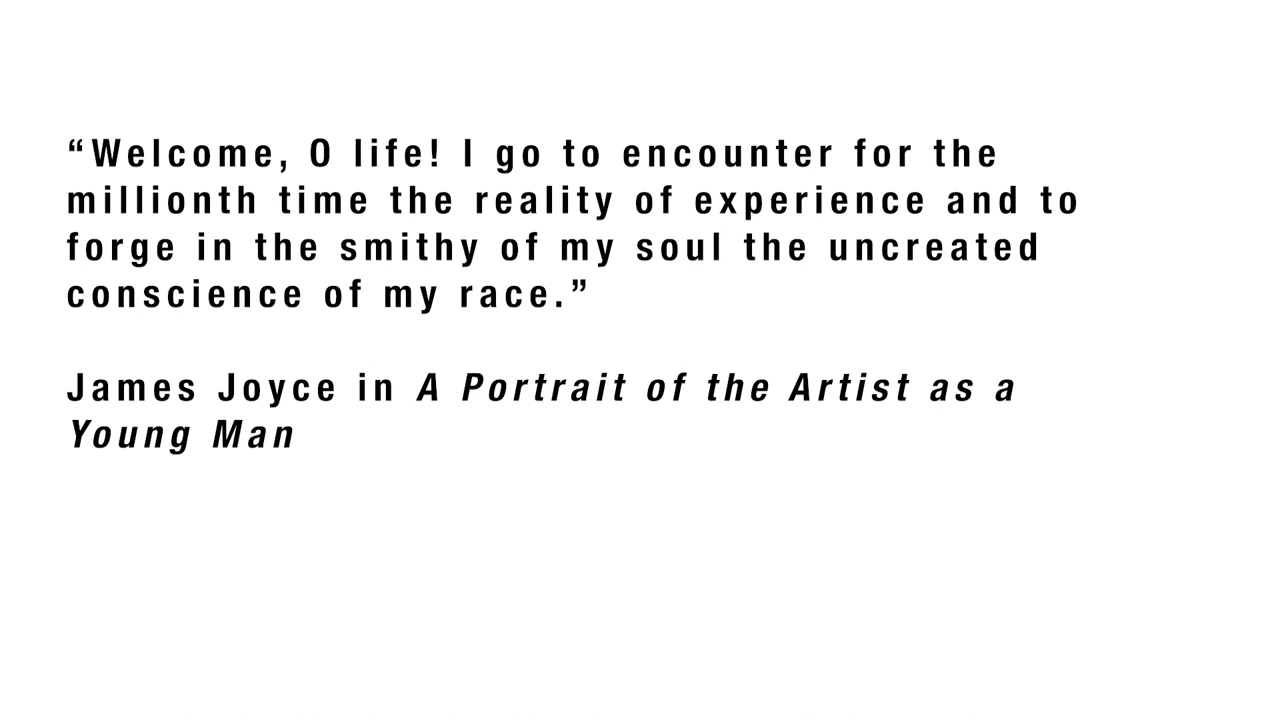 “Welcome, O life! I go to encounter for the
millionth time the reality of experience and to
forge in the smithy of my soul the uncreated
conscience of my race.”
James Joyce in A Portrait of the Artist as a
Young Man